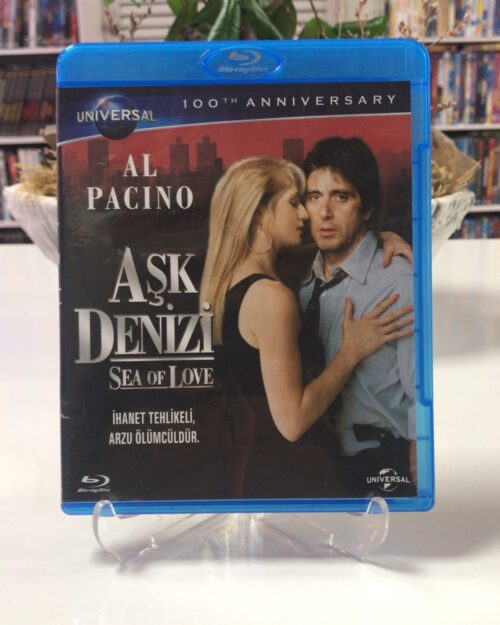 Blu-ray Disc
UNIVERSAL
100TH ANNIVERSARY
AL
PACINO
AŞK
DENİZİ
SEA OF LOVE
İHANET TEHLİKELİ,
ARZU ÖLÜMCÜLDÜR.
Blu-ray Disc
UNIVERSAL